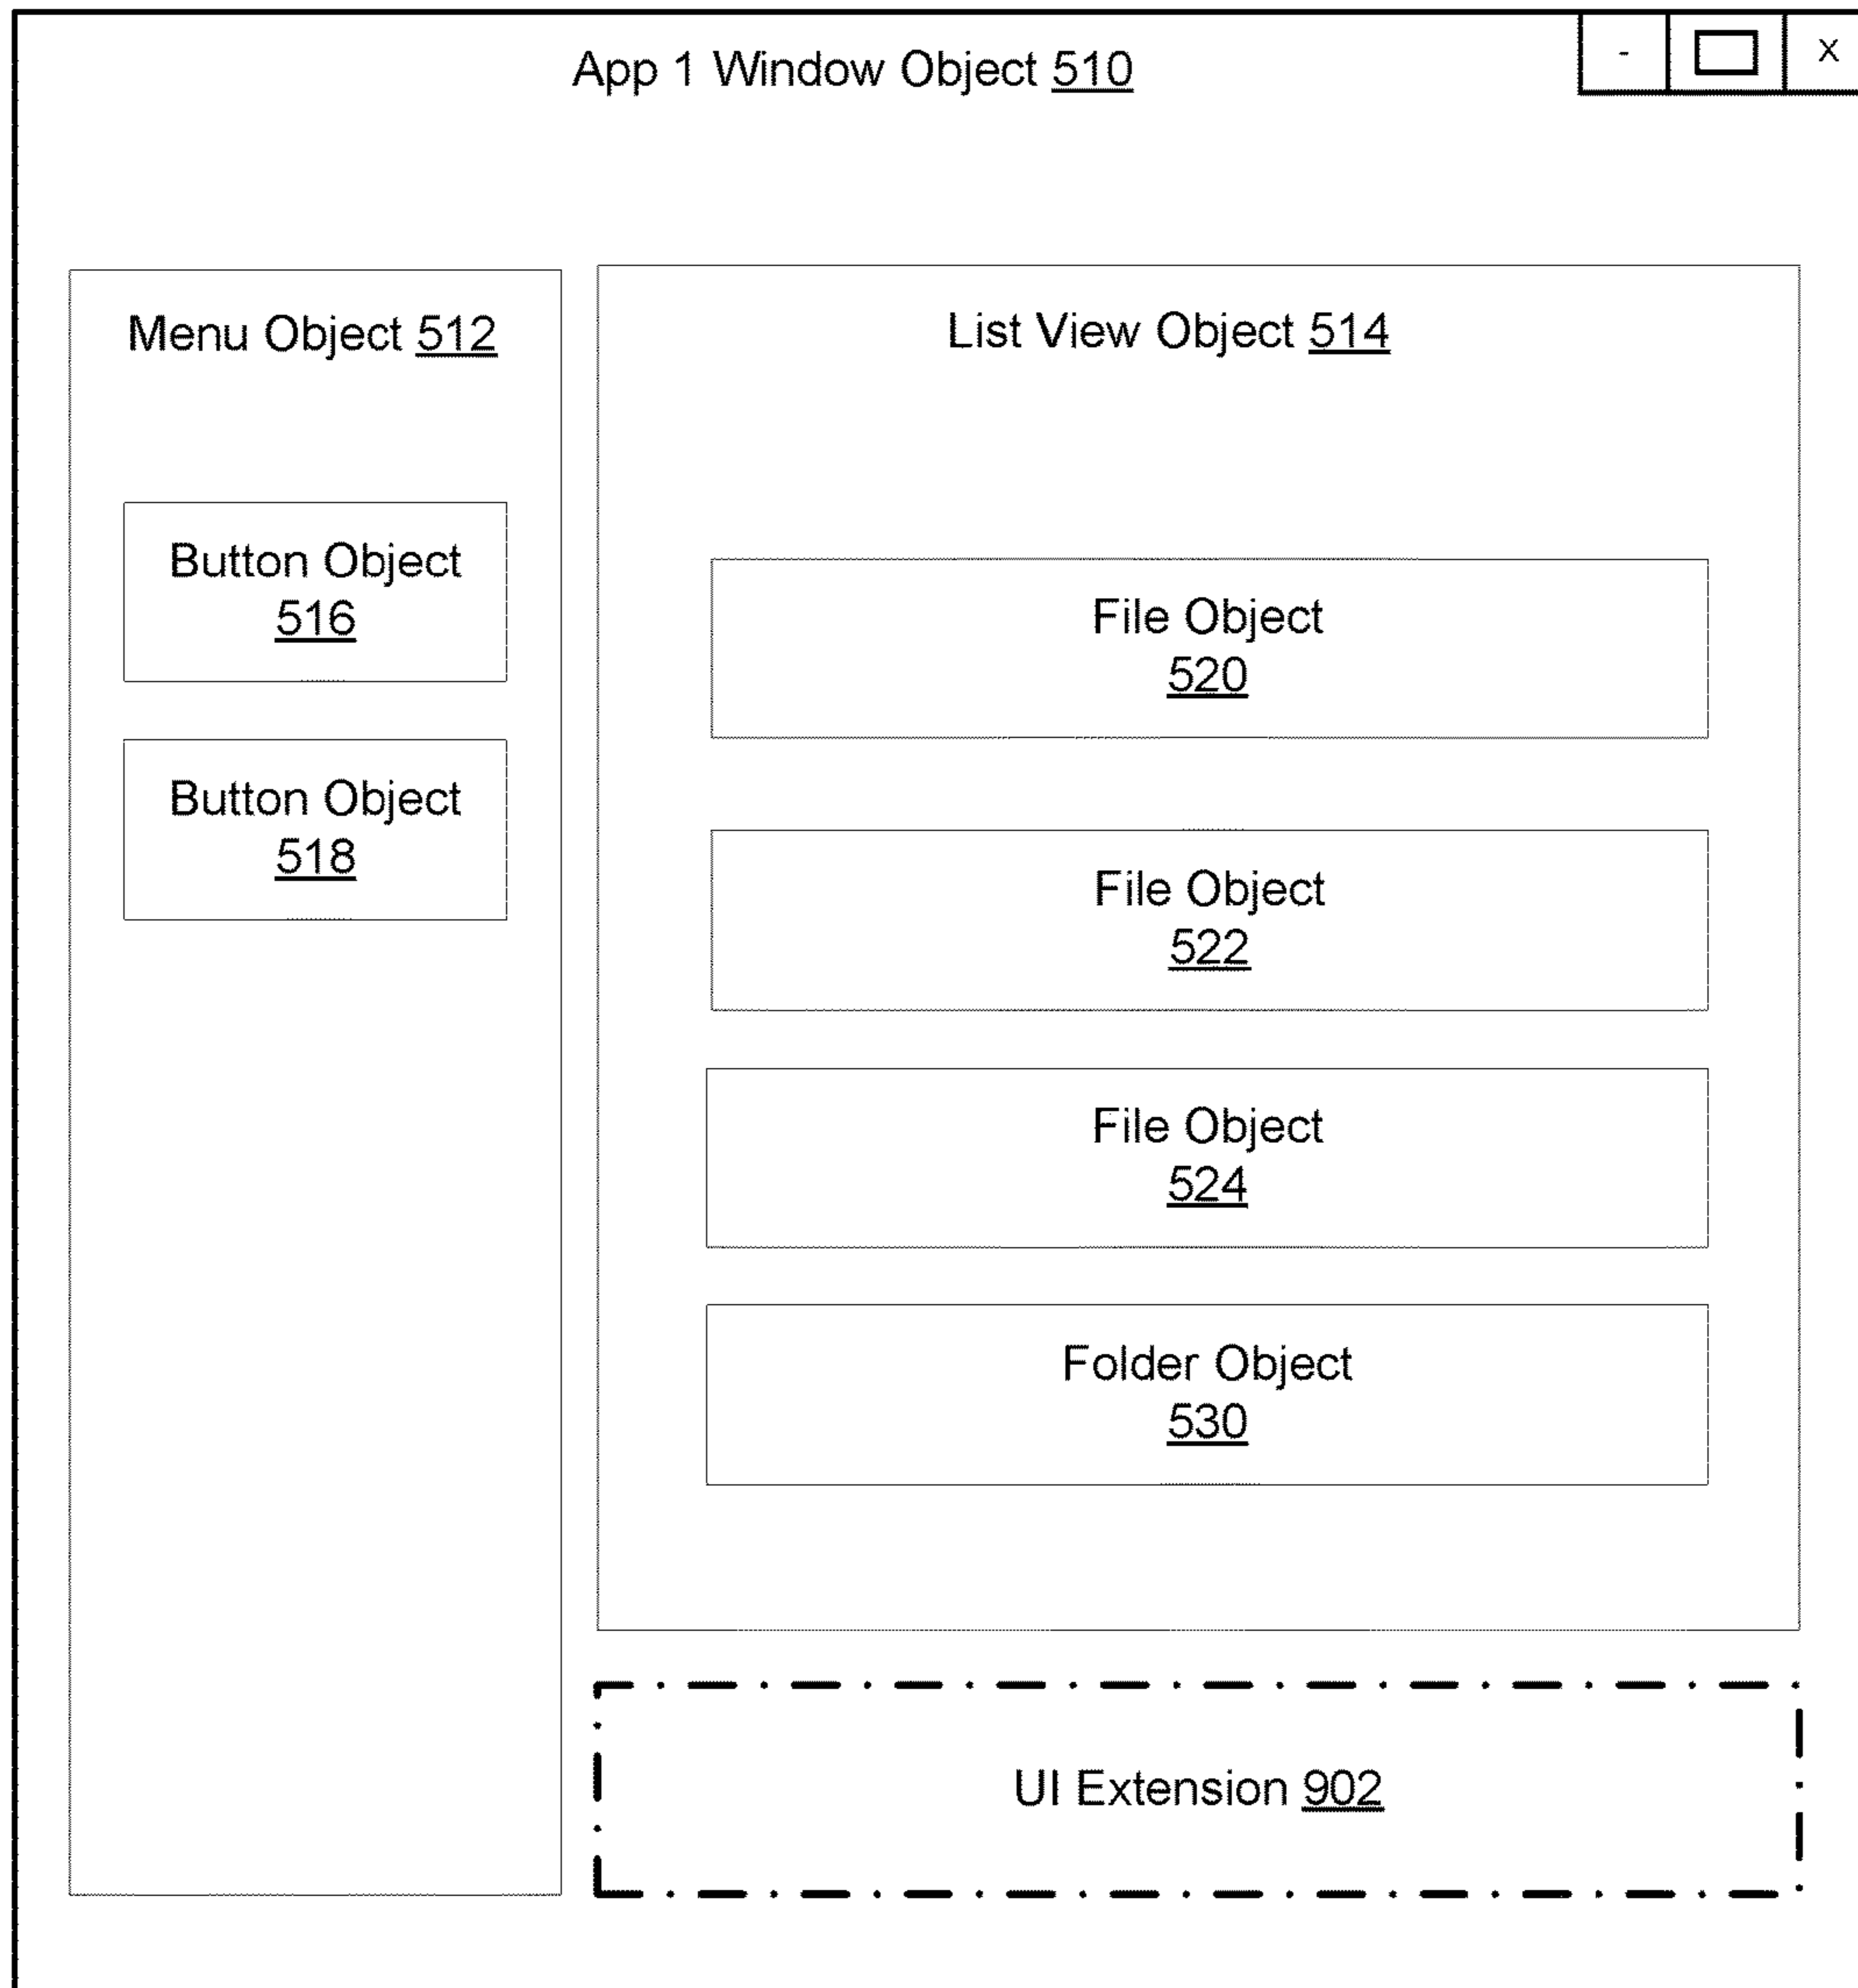 App 1 Window Object 510
- X
Menu Object 512
Button Object
516
Button Object
518
List View Object 514
File Object
520
File Object
522
File Object
524
Folder Object
530
UI Extension 902